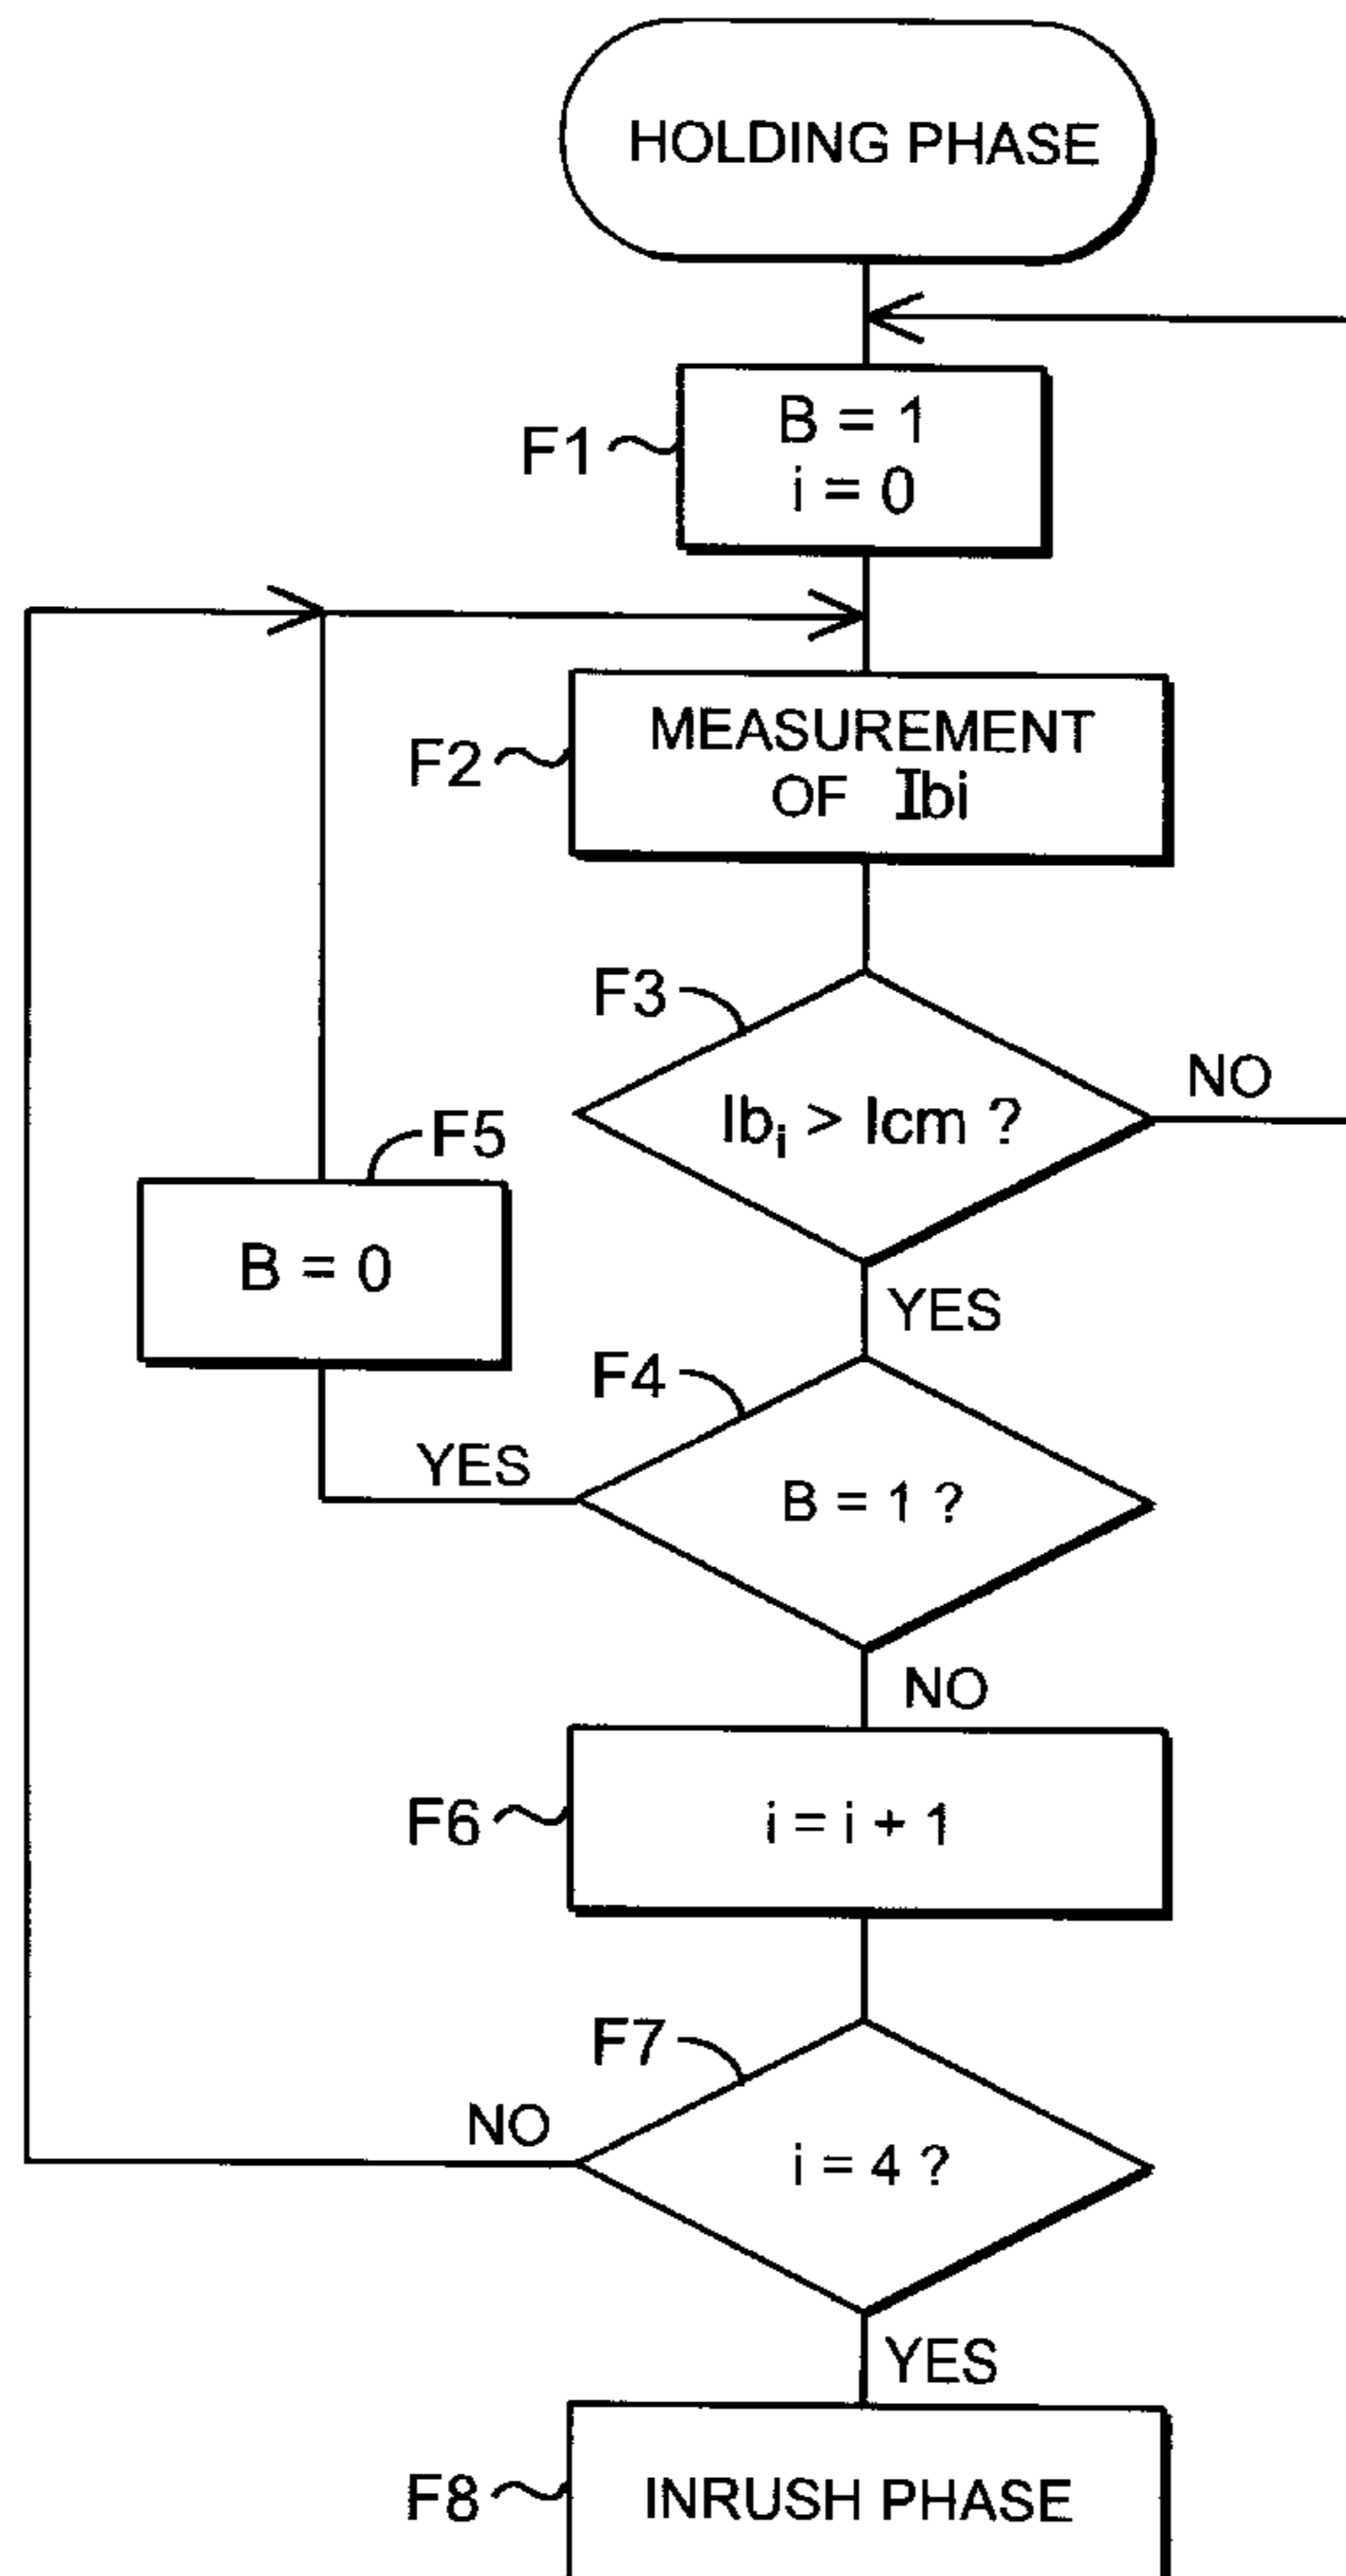 HOLDING PHASE
F1
B = 1
i = 0
F2
MEASUREMENT
OF Ibi
F3
Ibi > Icm ?
NO
YES
F5
B = 0
F4
YES
B = 1 ?
NO
F6
i = i + 1
F7
NO
i = 4 ?
YES
F8
INRUSH PHASE